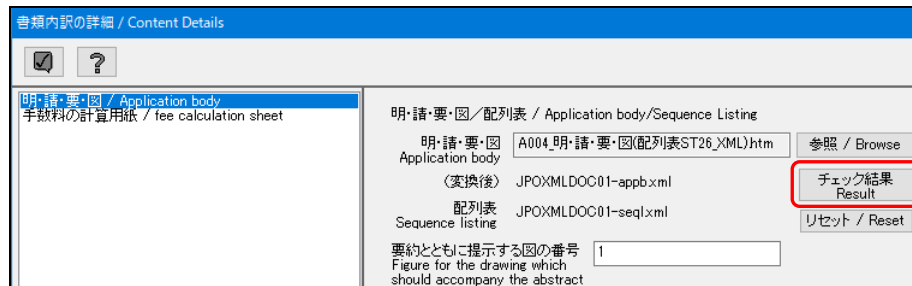 書類内訳の詳細 / Content Details
?
明・請・要・図 / Application body
手数料の計算用紙 / fee calculation sheet
明・請・要・図／配列表 / Application body/Sequence Listing
明・請・要・図 A004_明・請・要・図(配列表ST26_XML).htm 参照 / Browse
Application body
(変換後) JPOXMLDOC01-appb.xml チェック結果
Result
配列表 JPOXMLDOC01-seql.xml リセット / Reset
Sequence listing
要約とともに提示する図の番号 1
Figure for the drawing which
should accompany the abstract